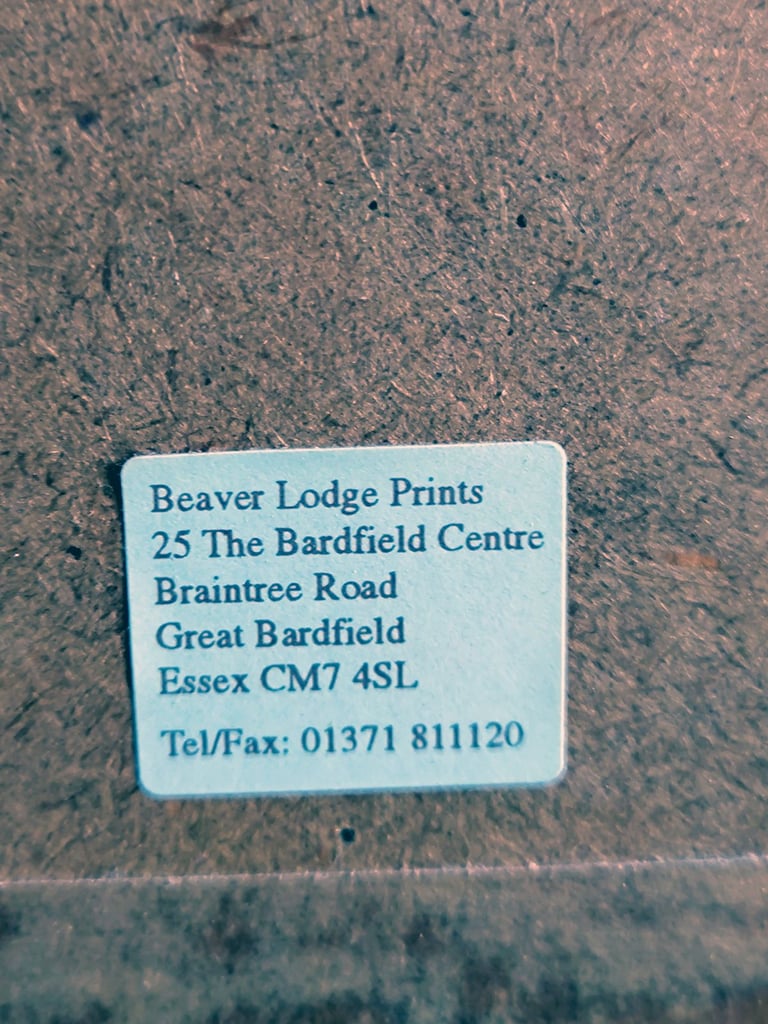 Beaver Lodge Prints
25 The Bardfield Centre
Braintree Road
Great Bardfield
Essex CM7 4SL
Tel/Fax: 01371 811120